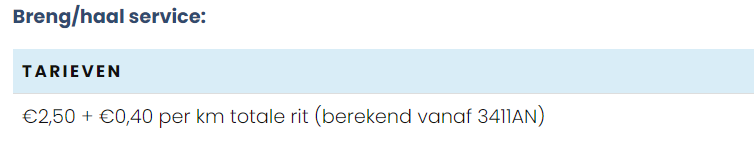 Breng/haal service:
TARIEVEN
€2,50 + €0,40 per km totale rit (berekend vanaf 3411AN)